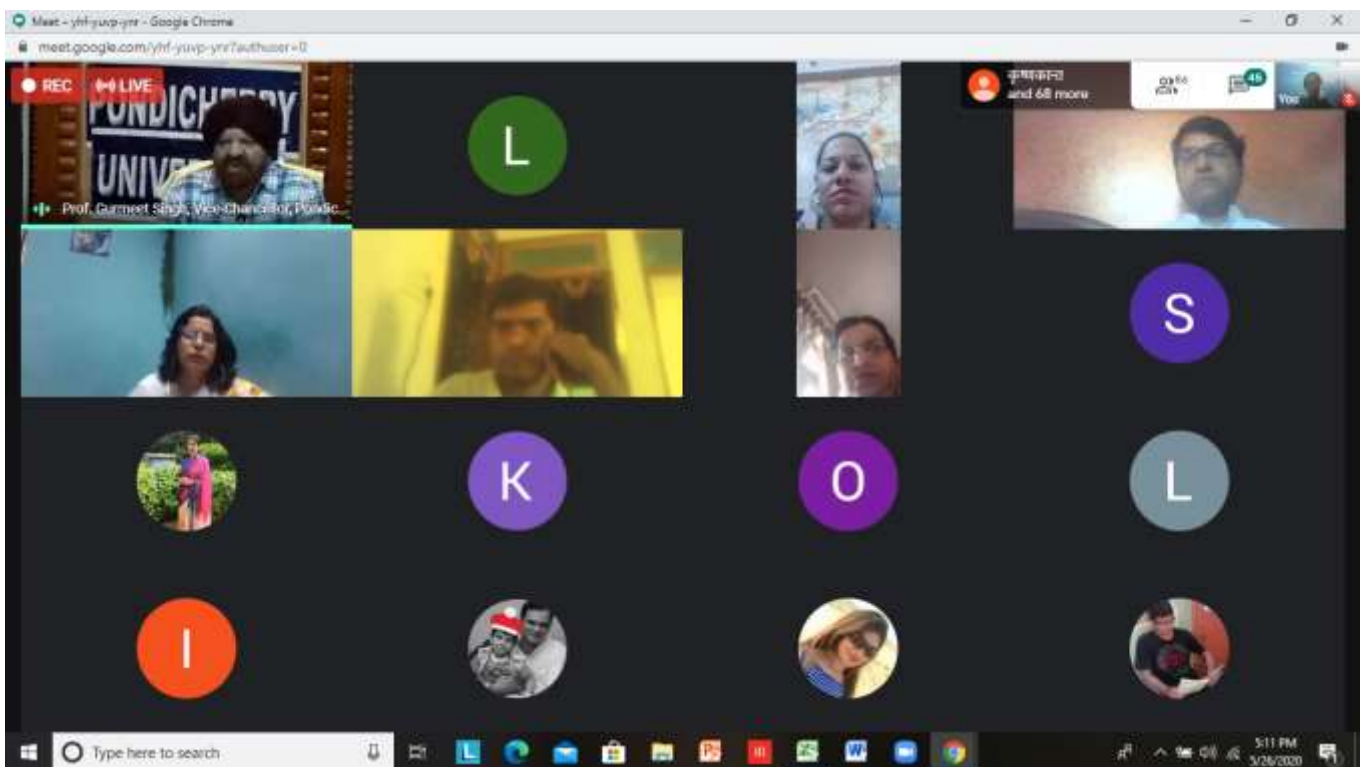 Meet – yhf-yuvp-ynr - Google Chrome
meet.google.com/yhf-yuvp-ynr?authuser=0
REC LIVE
PONDICHERRY
UNIVE
Prof. Gurmeet Singh, Vice-Chancellor, Pondic...
L
कृष्णकान्त
and 68 more
86
45
You
S
K
O
L
I
Type here to search
5:11 PM
5/26/2020